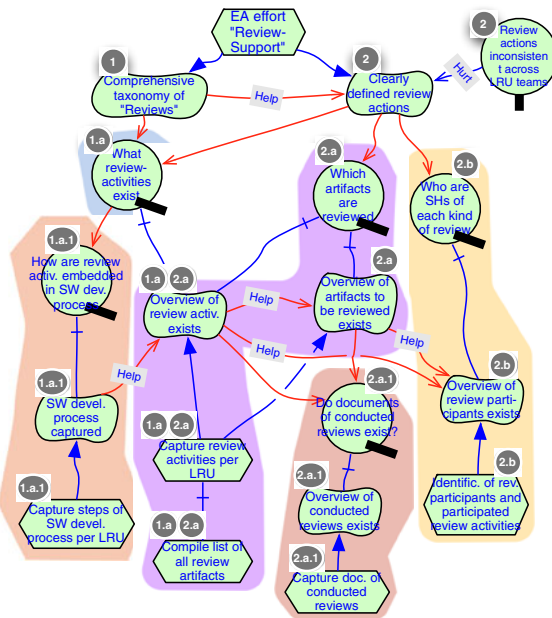 EA effort
"Review-
Support"
2
Review
actions
inconsisten
t across
LRU teams
1
2
Comprehensive
taxonomy of
"Reviews"
Help
Clearly
defined review
actions
Hurt
1.a
What
review-
activities
exist
2.a
Which
artifacts
are
reviewed
2.b
Who are
SHs of
each kind
of review
1.a.1
How are review
activ. embedded
in SW dev.
process
1.a
2.a
Overview of
review activ.
exists
Help
2.a
Overview of
artifacts to
be reviewed
exists
Help
Help
Help
1.a.1
SW devel.
process
captured
2.a.1
Do documents
of conducted
reviews exist?
2.b
Overview of
review parti-
cipants exists
1.a
2.a
Capture review
activities per
LRU
1.a.1
Capture steps of
SW devel.
process per LRU
2.a.1
Overview of
conducted
reviews exists
2.b
Identific. of rev.
participants and
participated
review activities
1.a
2.a
Compile list of
all review
artifacts
2.a.1
Capture doc. of
conducted
reviews